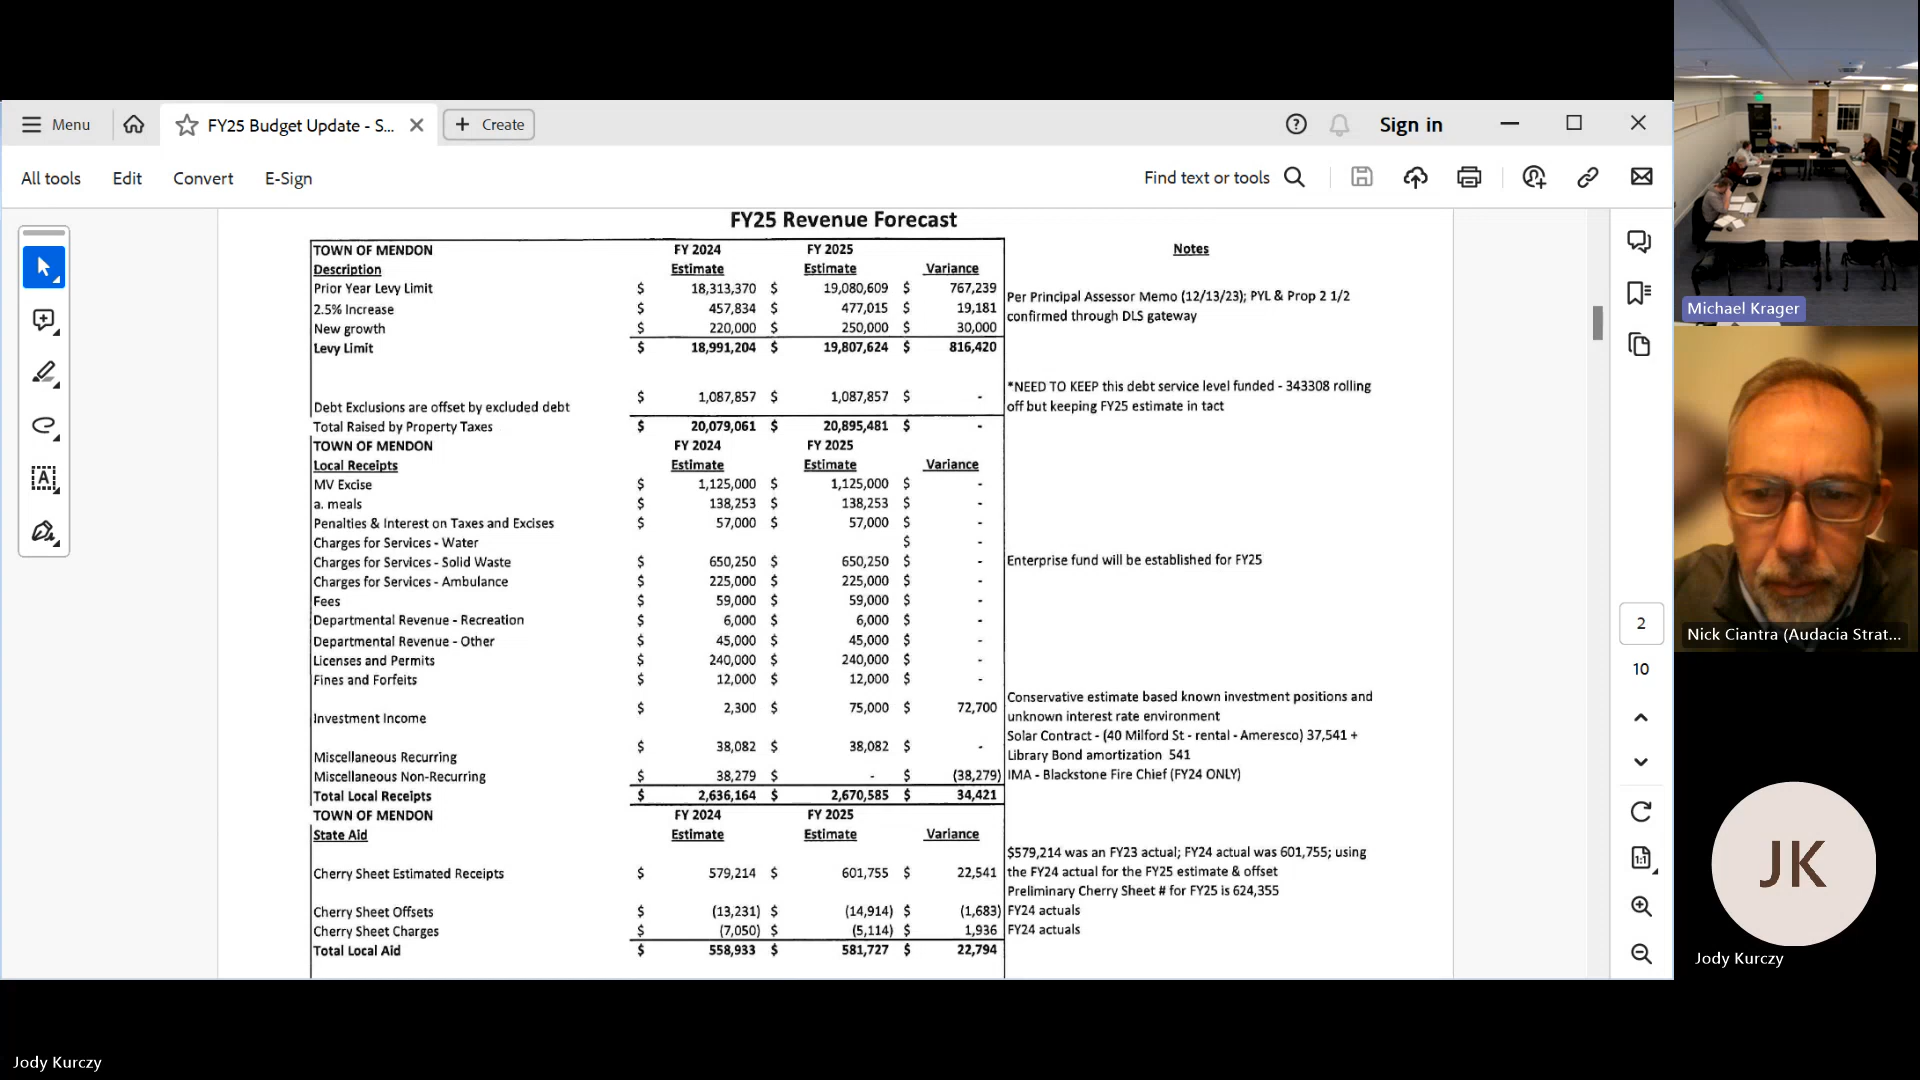 Menu
FY25 Budget Update - S...
Create
Sign in
All tools
Edit
Convert
E-Sign
Find text or tools
FY25 Revenue Forecast
TOWN OF MENDON FY 2024 FY 2025 Notes
Description Estimate Estimate Variance
Prior Year Levy Limit $ 18,313,370 $ 19,080,609 $ 767,239
Per Principal Assessor Memo (12/13/23); PYL & Prop 2 1/2
2.5% Increase $ 457,834 $ 477,015 $ 19,181
confirmed through DLS gateway
New growth $ 220,000 $ 250,000 $ 30,000
Levy Limit $ 18,991,204 $ 19,807,624 $ 816,420
*NEED TO KEEP this debt service level funded - 343308 rolling
off but keeping FY25 estimate in tact
Debt Exclusions are offset by excluded debt $ 1,087,857 $ 1,087,857 $ -
Total Raised by Property Taxes $ 20,079,061 $ 20,895,481 $ -
TOWN OF MENDON FY 2024 FY 2025
Local Receipts Estimate Estimate Variance
MV Excise $ 1,125,000 $ 1,125,000 $ -
a. meals $ 138,253 $ 138,253 $ -
Penalties & Interest on Taxes and Excises $ 57,000 $ 57,000 $ -
Charges for Services - Water $ -
Charges for Services - Solid Waste $ 650,250 $ 650,250 $ - Enterprise fund will be established for FY25
Charges for Services - Ambulance $ 225,000 $ 225,000 $ -
Fees $ 59,000 $ 59,000 $ -
Departmental Revenue - Recreation $ 6,000 $ 6,000 $ -
Departmental Revenue - Other $ 45,000 $ 45,000 $ -
Licenses and Permits $ 240,000 $ 240,000 $ -
Fines and Forfeits $ 12,000 $ 12,000 $ -
Conservative estimate based known investment positions and
Investment Income $ 2,300 $ 75,000 $ 72,700
unknown interest rate environment
Solar Contract - (40 Milford St - rental - Ameresco) 37,541 +
Miscellaneous Recurring $ 38,082 $ 38,082 $ -
Library Bond amortization 541
Miscellaneous Non-Recurring $ 38,279 $ - $ (38,279) IMA - Blackstone Fire Chief (FY24 ONLY)
Total Local Receipts $ 2,636,164 $ 2,670,585 $ 34,421
TOWN OF MENDON FY 2024 FY 2025
State Aid Estimate Estimate Variance
$579,214 was an FY23 actual; FY24 actual was 601,755; using
Cherry Sheet Estimated Receipts $ 579,214 $ 601,755 $ 22,541 the FY24 actual for the FY25 estimate & offset
Preliminary Cherry Sheet # for FY25 is 624,355
Cherry Sheet Offsets $ (13,231) $ (14,914) $ (1,683) FY24 actuals
Cherry Sheet Charges $ (7,050) $ (5,114) $ 1,936 FY24 actuals
Total Local Aid $ 558,933 $ 581,727 $ 22,794
2
10
1:1
Michael Krager
Nick Ciantra (Audacia Strat...
JK
Jody Kurczy
Jody Kurczy